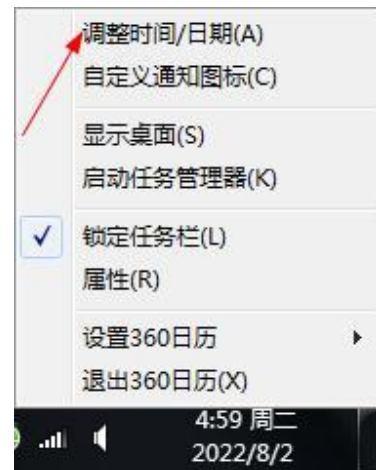 调整时间/日期(A)
自定义通知图标(C)
显示桌面(S)
启动任务管理器(K)
锁定任务栏(L)
属性(R)
设置360日历
退出360日历(X)
4:59 周二
2022/8/2